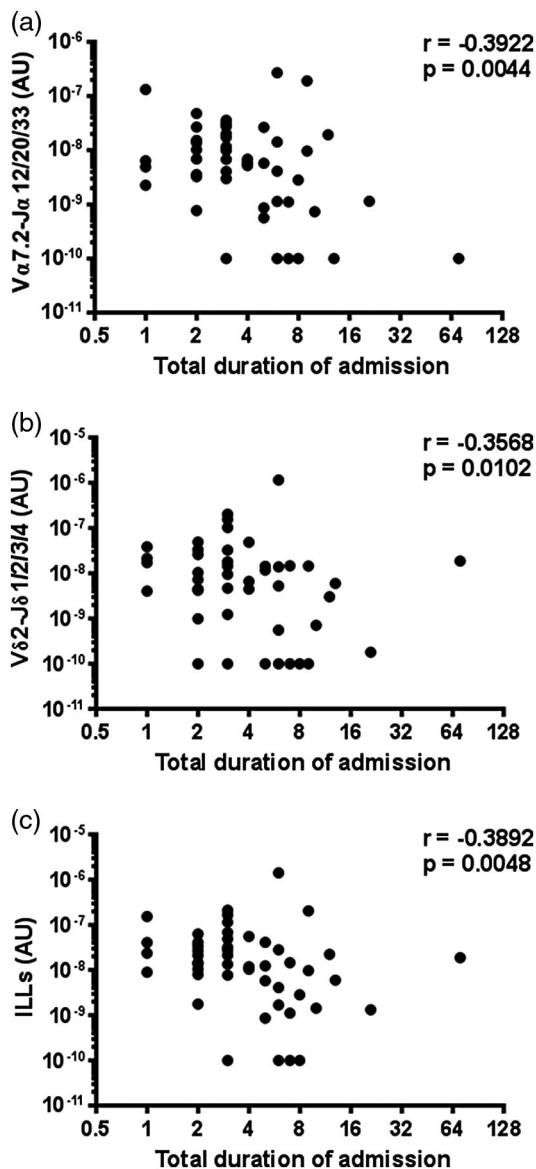 (a)
r = -0.3922
p = 0.0044
Vα7.2-Jα12/20/33 (AU)
10-6
10-7
10-8
10-9
10-10
10-11
0.5 1 2 4 8 16 32 64 128
Total duration of admission
(b)
r = -0.3568
p = 0.0102
Vδ2-Jδ1/2/3/4 (AU)
10-5
10-6
10-7
10-8
10-9
10-10
10-11
0.5 1 2 4 8 16 32 64 128
Total duration of admission
(c)
r = -0.3892
p = 0.0048
ILLs (AU)
10-5
10-6
10-7
10-8
10-9
10-10
10-11
0.5 1 2 4 8 16 32 64 128
Total duration of admission